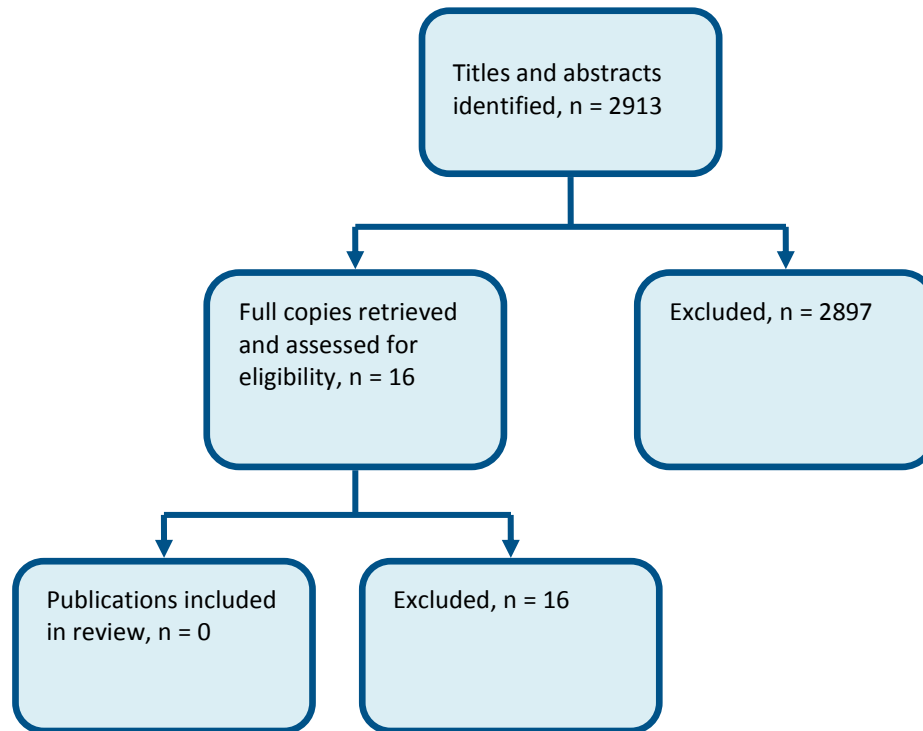 Titles and abstracts
identified, n = 2913
Full copies retrieved
and assessed for
eligibility, n = 16
Excluded, n = 2897
Publications included
in review, n = 0
Excluded, n = 16